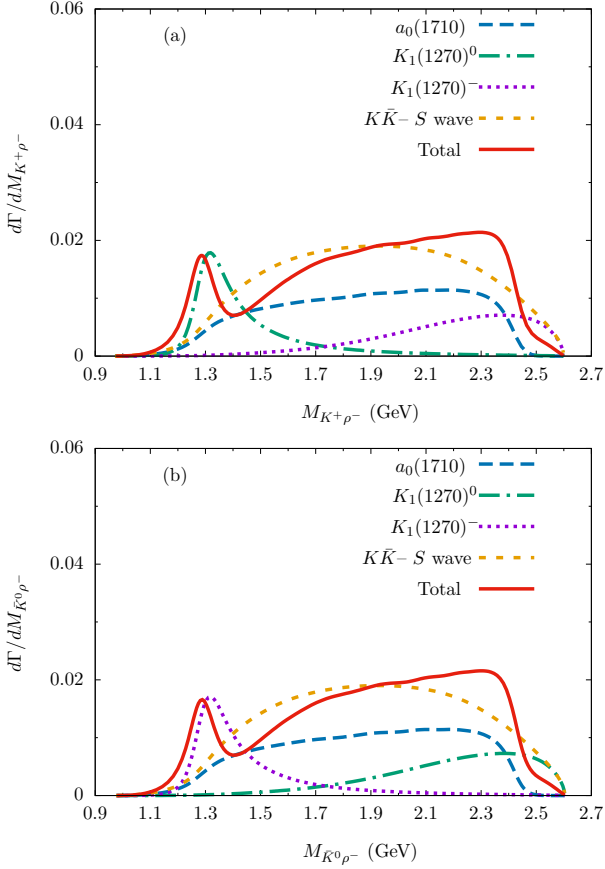 0.06
(a)
a₀(1710)
K₁(1270)⁰
K₁(1270)⁻
KK̄– S wave
Total
0.04
0.02
0
dΓ/dM_{K⁺ρ⁻}
0.9 1.1 1.3 1.5 1.7 1.9 2.1 2.3 2.5 2.7
M_{K⁺ρ⁻} (GeV)
0.06
(b)
a₀(1710)
K₁(1270)⁰
K₁(1270)⁻
KK̄– S wave
Total
0.04
0.02
0
dΓ/dM_{K̄⁰ρ⁻}
0.9 1.1 1.3 1.5 1.7 1.9 2.1 2.3 2.5 2.7
M_{K̄⁰ρ⁻} (GeV)